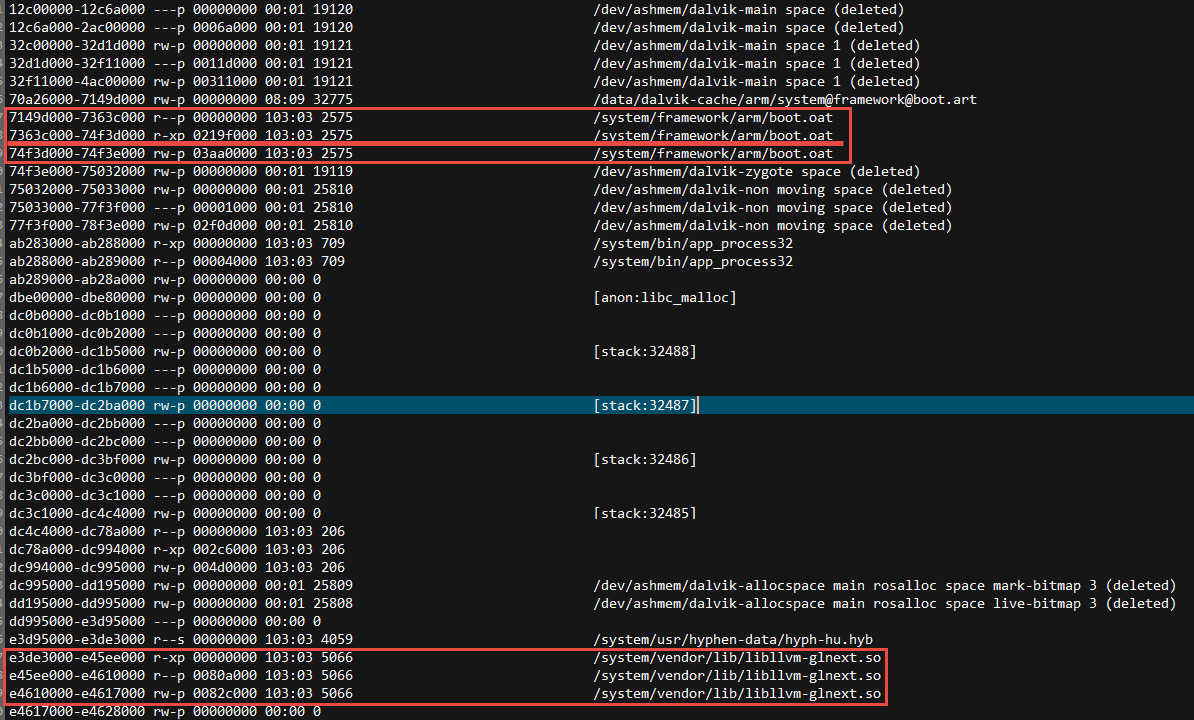 12c00000-12c6a000 ---p 00000000 00:01 19120 /dev/ashmem/dalvik-main space (deleted)
12c6a000-2ac00000 ---p 0006a000 00:01 19120 /dev/ashmem/dalvik-main space (deleted)
32c00000-32d1d000 rw-p 00000000 00:01 19121 /dev/ashmem/dalvik-main space 1 (deleted)
32d1d000-32f11000 ---p 0011d000 00:01 19121 /dev/ashmem/dalvik-main space 1 (deleted)
32f11000-4ac00000 rw-p 00311000 00:01 19121 /dev/ashmem/dalvik-main space 1 (deleted)
70a26000-7149d000 rw-p 00000000 08:09 32775 /data/dalvik-cache/arm/system@framework@boot.art
7149d000-7363c000 r--p 00000000 103:03 2575 /system/framework/arm/boot.oat
7363c000-74f3d000 r-xp 0219f000 103:03 2575 /system/framework/arm/boot.oat
74f3d000-74f3e000 rw-p 03aa0000 103:03 2575 /system/framework/arm/boot.oat
74f3e000-75032000 rw-p 00000000 00:01 19119 /dev/ashmem/dalvik-zygote space (deleted)
75032000-75033000 rw-p 00000000 00:01 25810 /dev/ashmem/dalvik-non moving space (deleted)
75033000-77f3f000 ---p 00001000 00:01 25810 /dev/ashmem/dalvik-non moving space (deleted)
77f3f000-78f3e000 rw-p 02f0d000 00:01 25810 /dev/ashmem/dalvik-non moving space (deleted)
ab283000-ab288000 r-xp 00000000 103:03 709 /system/bin/app_process32
ab288000-ab289000 r--p 00004000 103:03 709 /system/bin/app_process32
ab289000-ab28a000 rw-p 00000000 00:00 0
dbe00000-dbe80000 rw-p 00000000 00:00 0 [anon:libc_malloc]
dc0b0000-dc0b1000 ---p 00000000 00:00 0
dc0b1000-dc0b2000 ---p 00000000 00:00 0
dc0b2000-dc1b5000 rw-p 00000000 00:00 0 [stack:32488]
dc1b5000-dc1b6000 ---p 00000000 00:00 0
dc1b6000-dc1b7000 ---p 00000000 00:00 0
dc1b7000-dc2ba000 rw-p 00000000 00:00 0 [stack:32487]
dc2ba000-dc2bb000 ---p 00000000 00:00 0
dc2bb000-dc2bc000 ---p 00000000 00:00 0
dc2bc000-dc3bf000 rw-p 00000000 00:00 0 [stack:32486]
dc3bf000-dc3c0000 ---p 00000000 00:00 0
dc3c0000-dc3c1000 ---p 00000000 00:00 0
dc3c1000-dc4c4000 rw-p 00000000 00:00 0 [stack:32485]
dc4c4000-dc78a000 r--p 00000000 103:03 206
dc78a000-dc994000 r-xp 002c6000 103:03 206
dc994000-dc995000 rw-p 004d0000 103:03 206
dc995000-dd195000 rw-p 00000000 00:01 25809 /dev/ashmem/dalvik-allocspace main rosalloc space mark-bitmap 3 (deleted)
dd195000-dd995000 rw-p 00000000 00:01 25808 /dev/ashmem/dalvik-allocspace main rosalloc space live-bitmap 3 (deleted)
dd995000-e3d95000 ---p 00000000 00:00 0
e3d95000-e3de3000 r--s 00000000 103:03 4059 /system/usr/hyphen-data/hyph-hu.hyb
e3de3000-e45ee000 r-xp 00000000 103:03 5066 /system/vendor/lib/libllvm-glnext.so
e45ee000-e4610000 r--p 0080a000 103:03 5066 /system/vendor/lib/libllvm-glnext.so
e4610000-e4617000 rw-p 0082c000 103:03 5066 /system/vendor/lib/libllvm-glnext.so
e4617000-e4628000 rw-p 00000000 00:00 0